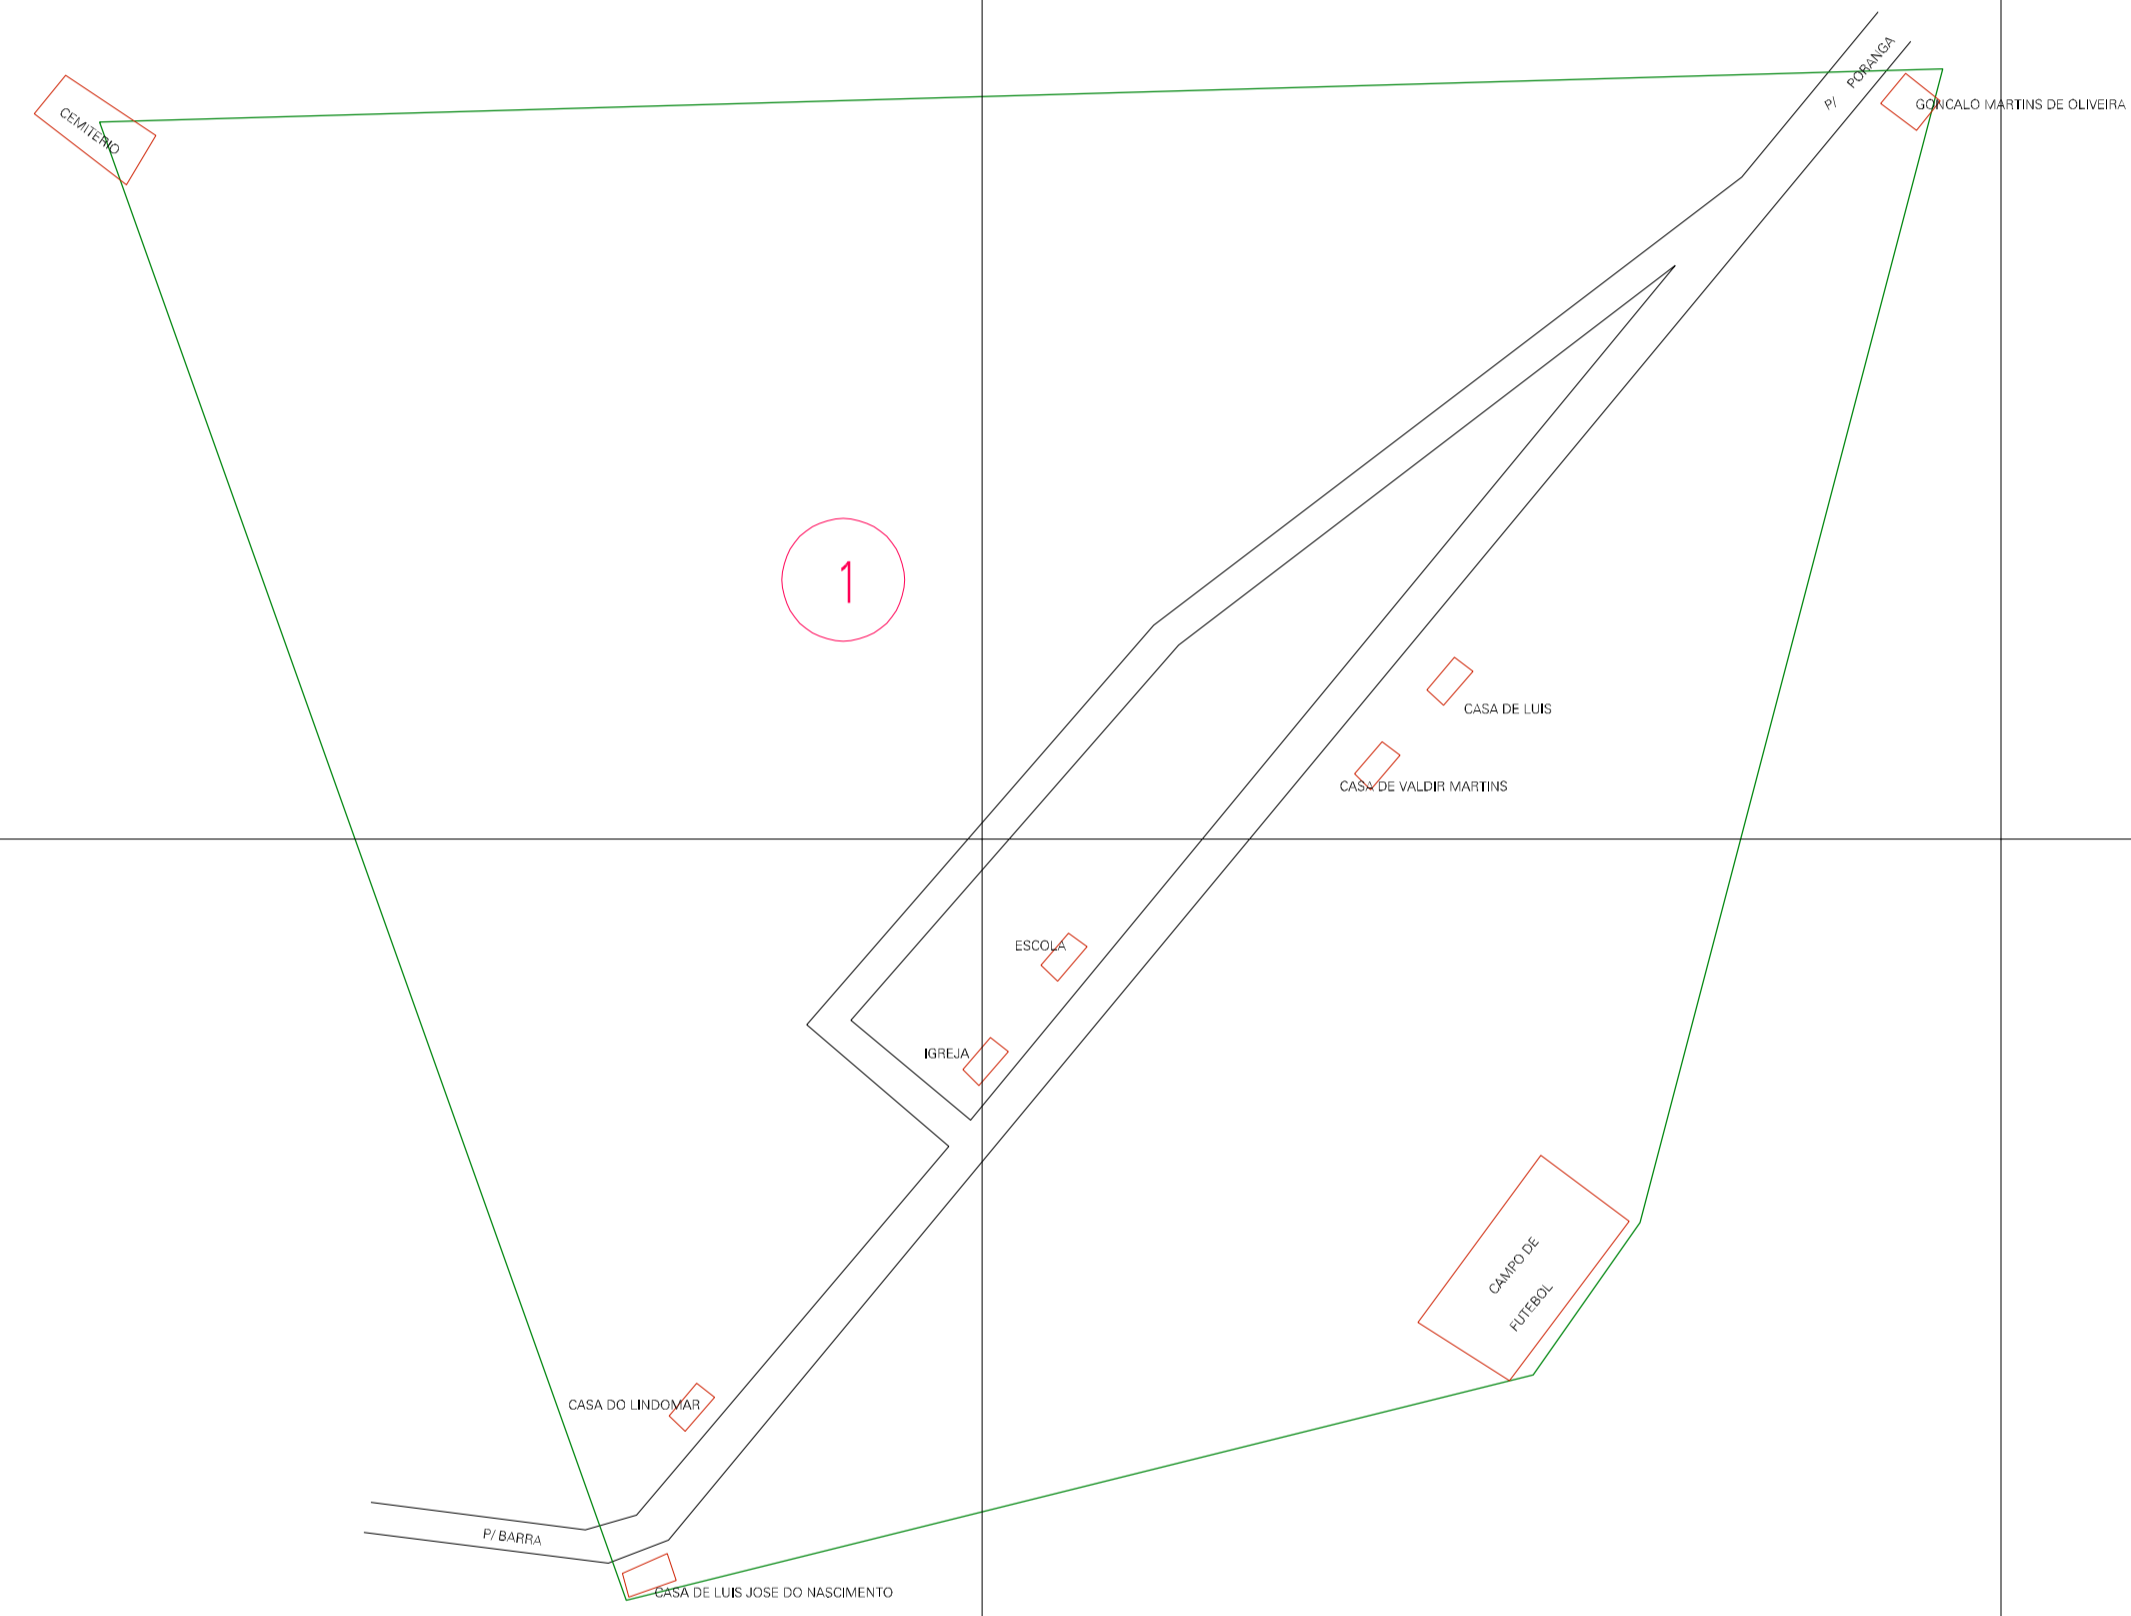 P/ PORANGA
GONCALO MARTINS DE OLIVEIRA
CEMITERIO
1
CASA DE LUIS
CASA DE VALDIR MARTINS
ESCOLA
IGREJA
CAMPO DE
FUTEBOL
CASA DO LINDOMAR
P/ BARRA
CASA DE LUIS JOSE DO NASCIMENTO